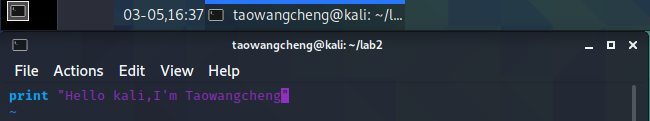 03-05,16:37 taowangcheng@kali: ~/l...
taowangcheng@kali: ~/lab2
File Actions Edit View Help
print "Hello kali,I'm Taowangcheng"
~